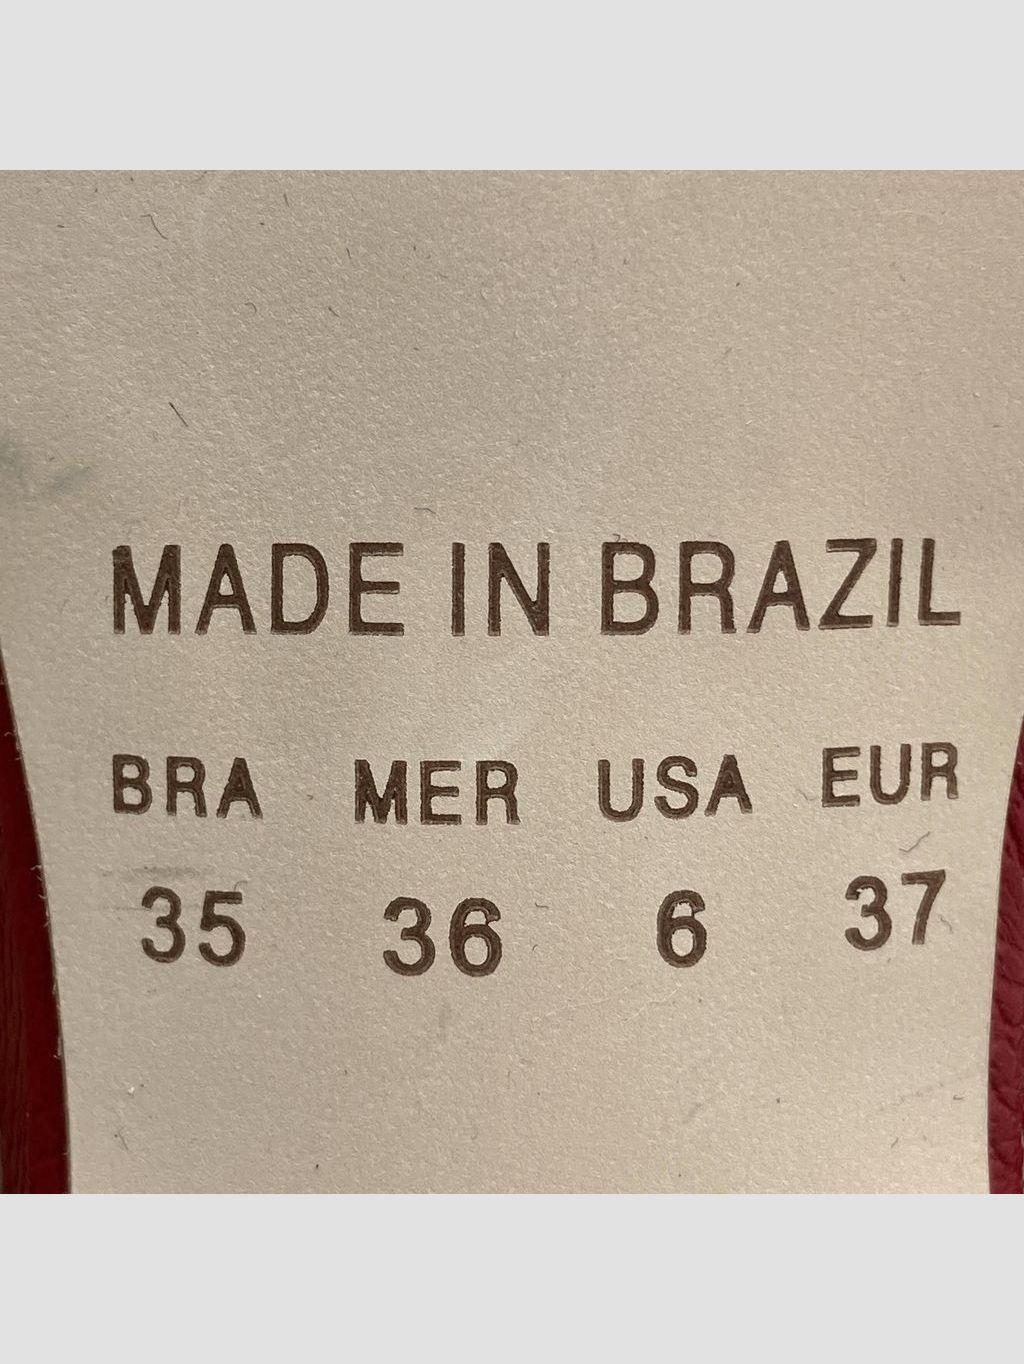 MADE IN BRAZIL
BRA MER USA EUR
35 36 6 37